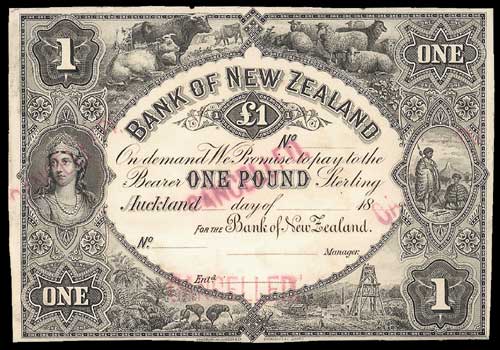 1 ONE
BANK OF NEW ZEALAND
£1
No
On demand We Promise to pay to the
Bearer ONE POUND Sterling
CANCELLED
Auckland day of 18
FOR THE Bank of New Zealand.
No
Manager.
Entd
CANCELLED
ONE 1